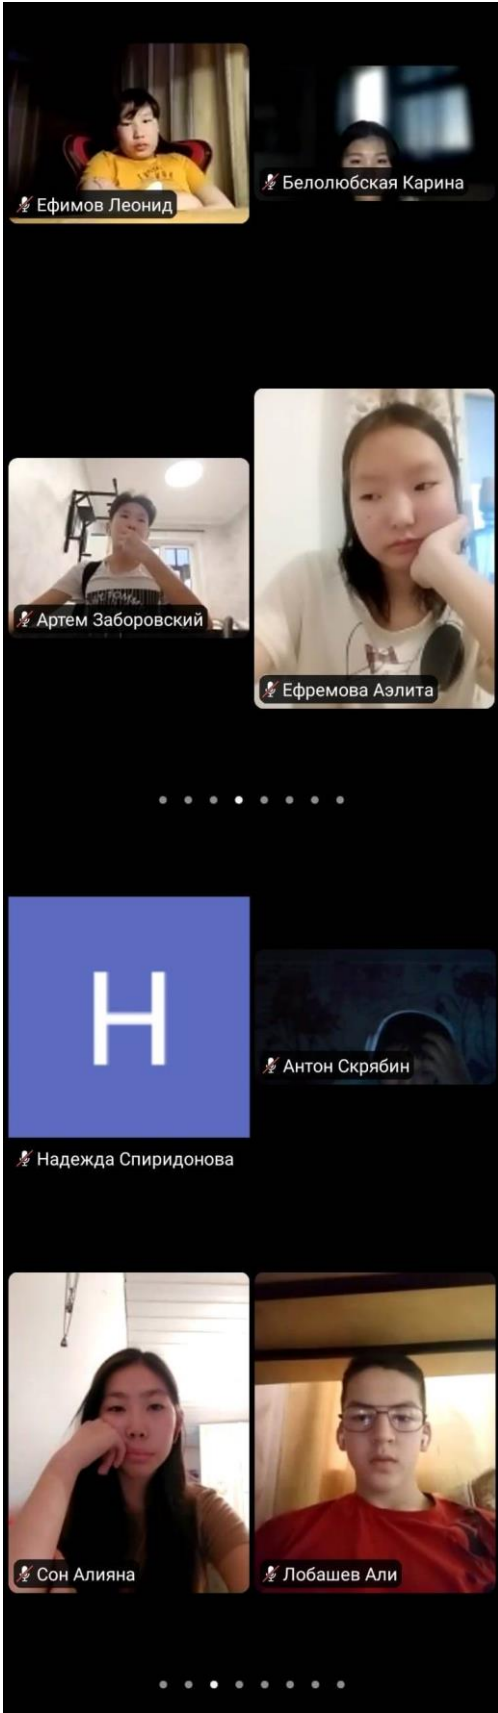 Ефимов Леонид
Белолюбская Карина
Артем Заборовский
Ефремова Аэлита
Н
Надежда Спиридонова
Антон Скрябин
Сон Алияна
Лобашев Али